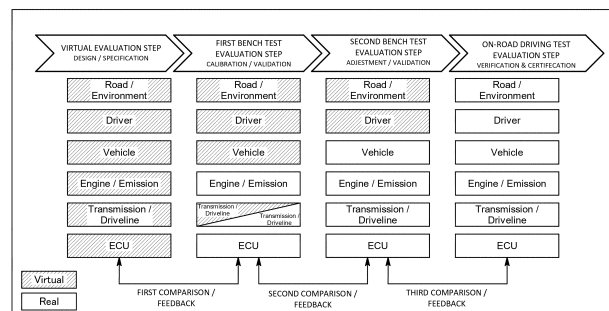 VIRTUAL EVALUATION STEP
DESIGN / SPECIFICATION
FIRST BENCH TEST
EVALUATION STEP
CALIBRATION / VALIDATION
SECOND BENCH TEST
EVALUATION STEP
ADJESTMENT / VALIDATION
ON-ROAD DRIVING TEST
EVALUATION STEP
VERIFICATION & CERTIFECATION
Road /
Environment
Road /
Environment
Road /
Environment
Road /
Environment
Driver
Driver
Driver
Driver
Vehicle
Vehicle
Vehicle
Vehicle
Engine / Emission
Engine / Emission
Engine / Emission
Engine / Emission
Transmission /
Driveline
Transmission /
Driveline
Transmission /
Driveline
Transmission /
Driveline
Transmission /
Driveline
ECU
ECU
ECU
ECU
Virtual
Real
FIRST COMPARISON /
FEEDBACK
SECOND COMPARISON /
FEEDBACK
THIRD COMPARISON /
FEEDBACK